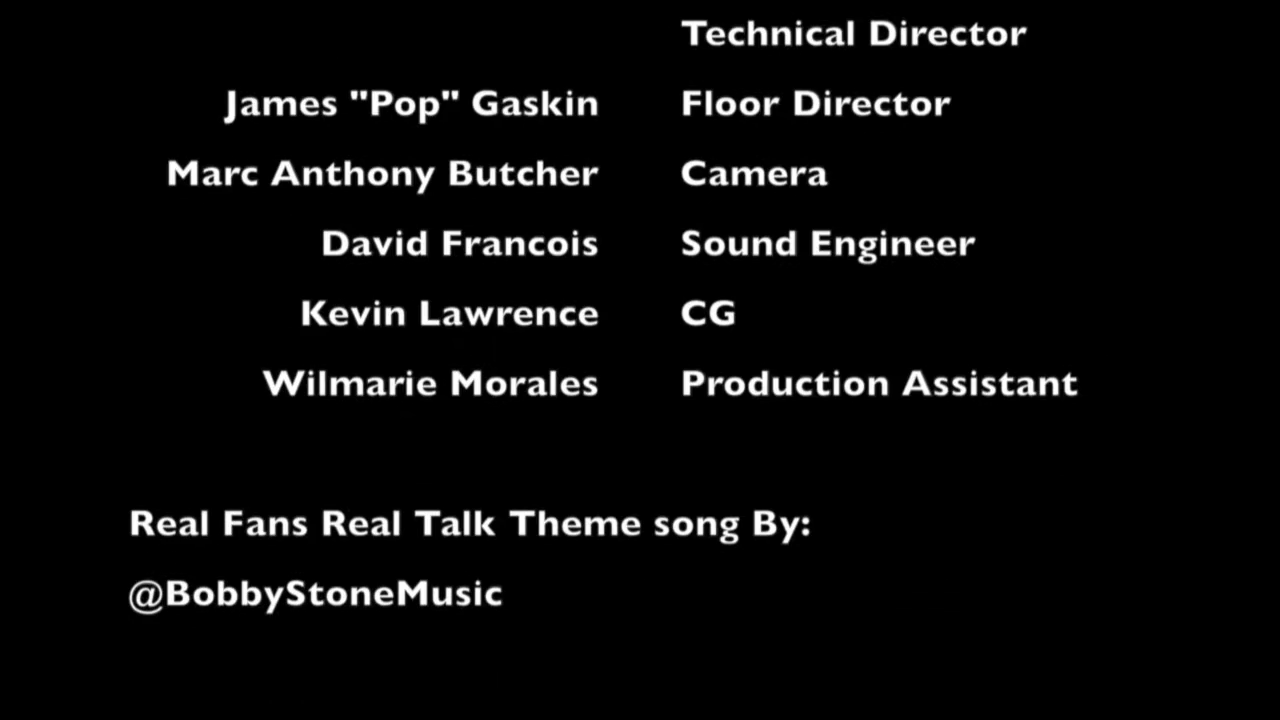 Technical Director
James "Pop" Gaskin Floor Director
Marc Anthony Butcher Camera
David Francois Sound Engineer
Kevin Lawrence CG
Wilmarie Morales Production Assistant
Real Fans Real Talk Theme song By:
@BobbyStoneMusic